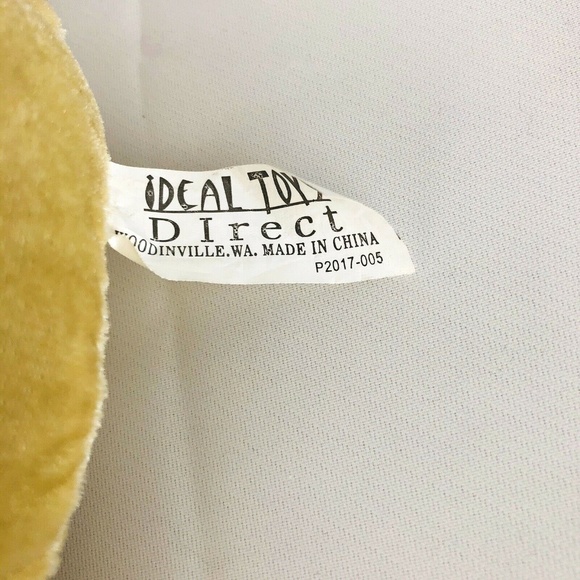 IDEAL TOYS
DIrect
WOODINVILLE.WA. MADE IN CHINA
P2017-005